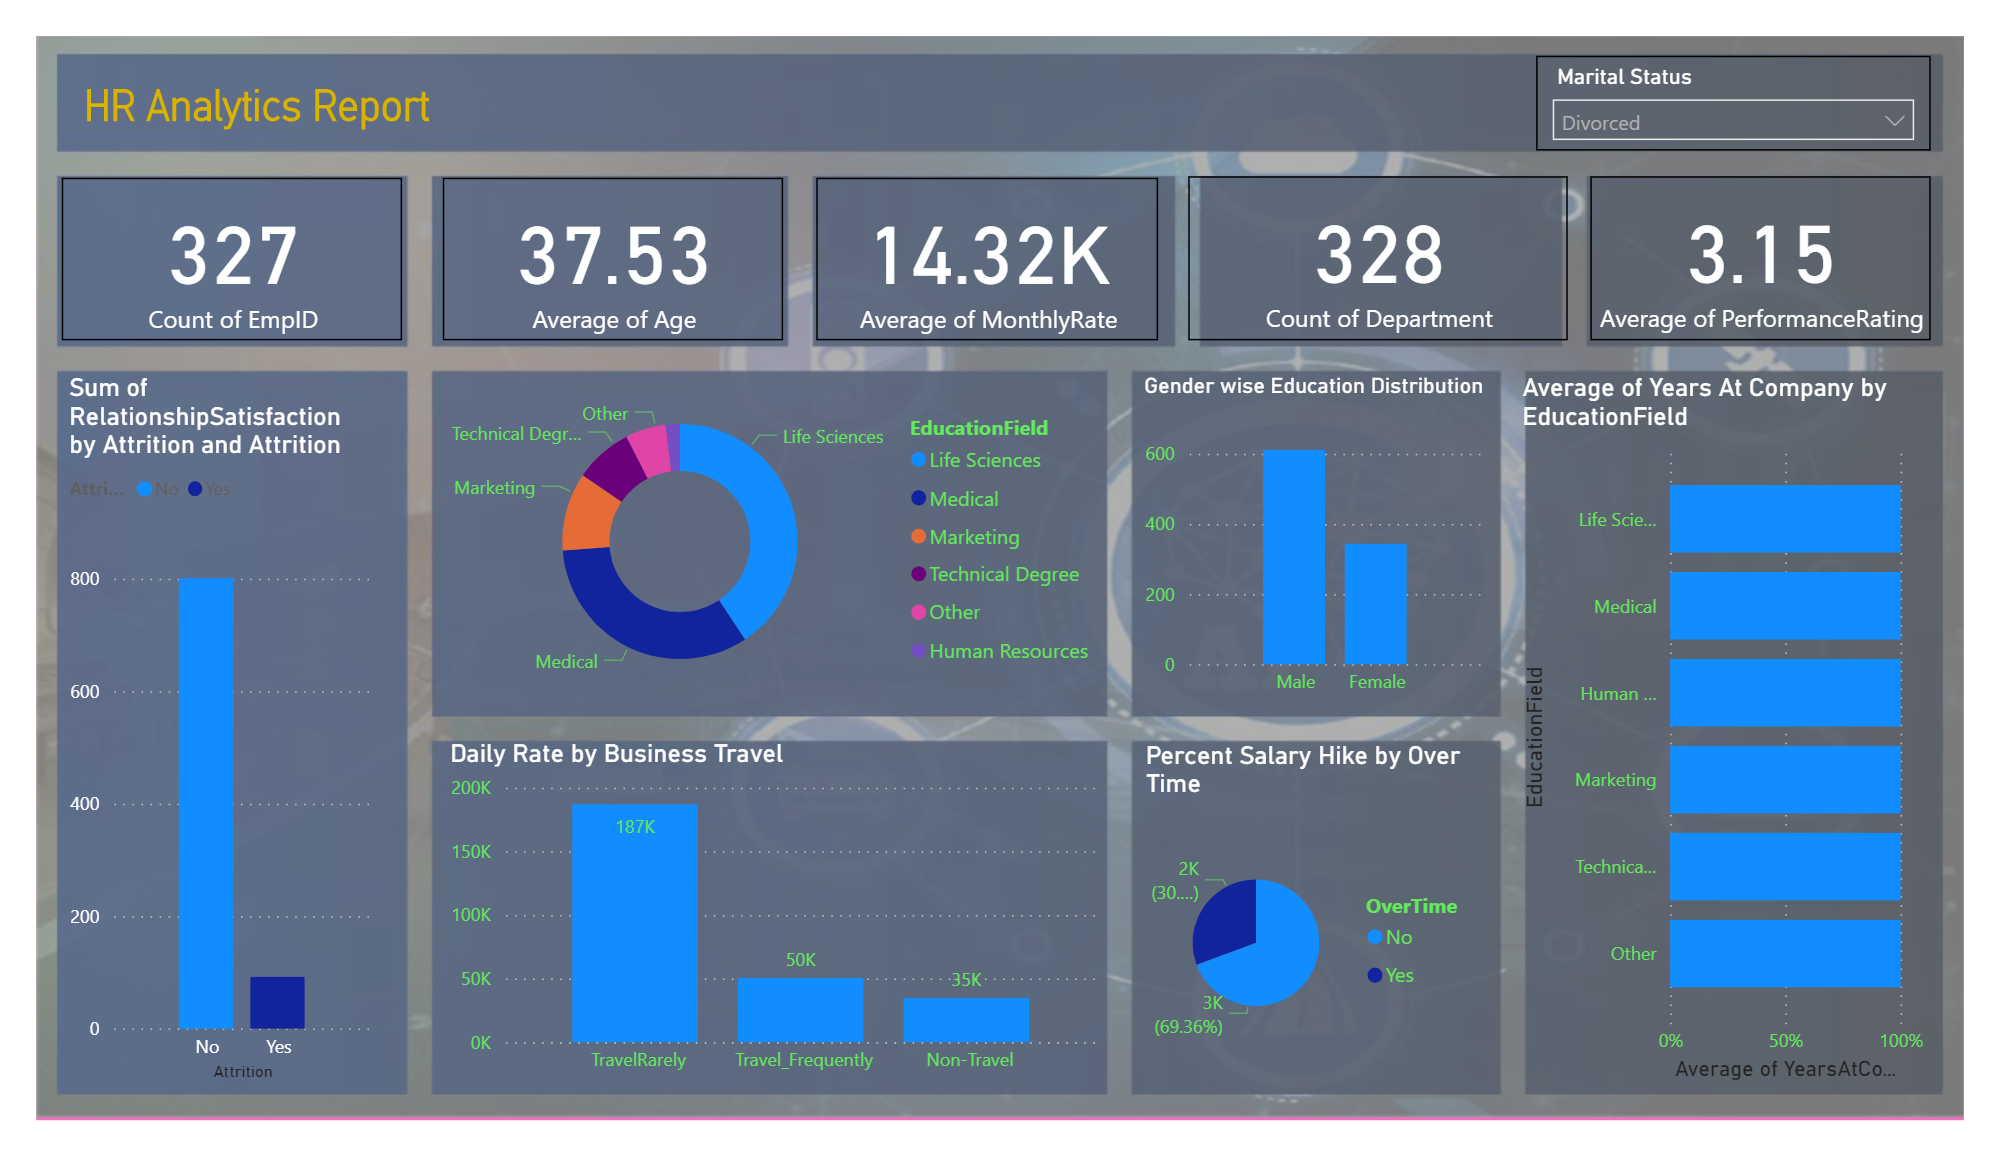 HR Analytics Report
Marital Status
Divorced
327
Count of EmpID
37.53
Average of Age
14.32K
Average of MonthlyRate
328
Count of Department
3.15
Average of PerformanceRating
Sum of
RelationshipSatisfaction
by Attrition and Attrition
Attri... No Yes
800
600
400
200
0
No Yes
Attrition
Other
Technical Degr...
Marketing
Medical
Life Sciences
EducationField
Life Sciences
Medical
Marketing
Technical Degree
Other
Human Resources
Gender wise Education Distribution
600
400
200
0
Male Female
Average of Years At Company by
EducationField
EducationField
Life Scie...
Medical
Human ...
Marketing
Technica...
Other
0% 50% 100%
Average of YearsAtCo...
Daily Rate by Business Travel
200K
150K
100K
50K
0K
187K
50K
35K
TravelRarely Travel_Frequently Non-Travel
Percent Salary Hike by Over
Time
2K
(30....)
3K
(69.36%)
OverTime
No
Yes